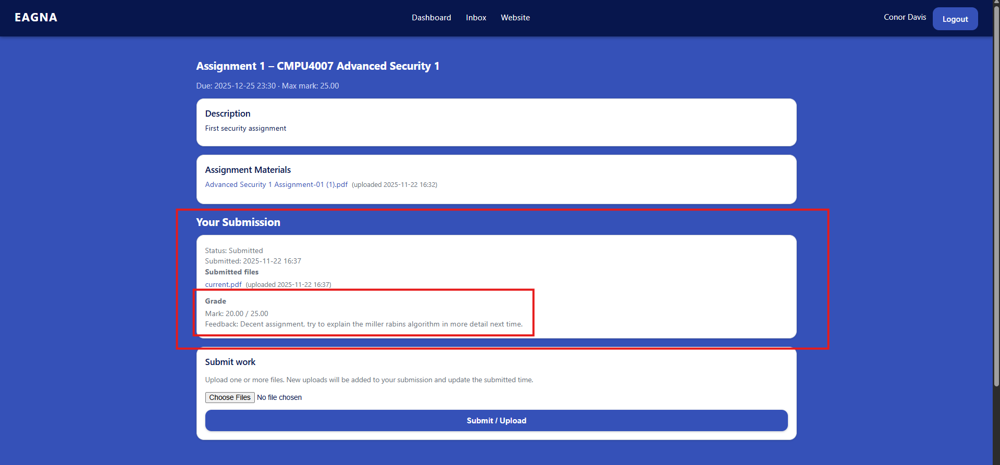 EAGNA
Dashboard Inbox Website
Conor Davis
Logout
Assignment 1 – CMPU4007 Advanced Security 1
Due: 2025-12-25 23:30 · Max mark: 25.00
Description
First security assignment
Assignment Materials
Advanced Security 1 Assignment-01 (1).pdf (uploaded 2025-11-22 16:32)
Your Submission
Status: Submitted
Submitted: 2025-11-22 16:37
Submitted files
current.pdf (uploaded 2025-11-22 16:37)
Grade
Mark: 20.00 / 25.00
Feedback: Decent assignment, try to explain the miller rabins algorithm in more detail next time.
Submit work
Upload one or more files. New uploads will be added to your submission and update the submitted time.
Choose Files No file chosen
Submit / Upload